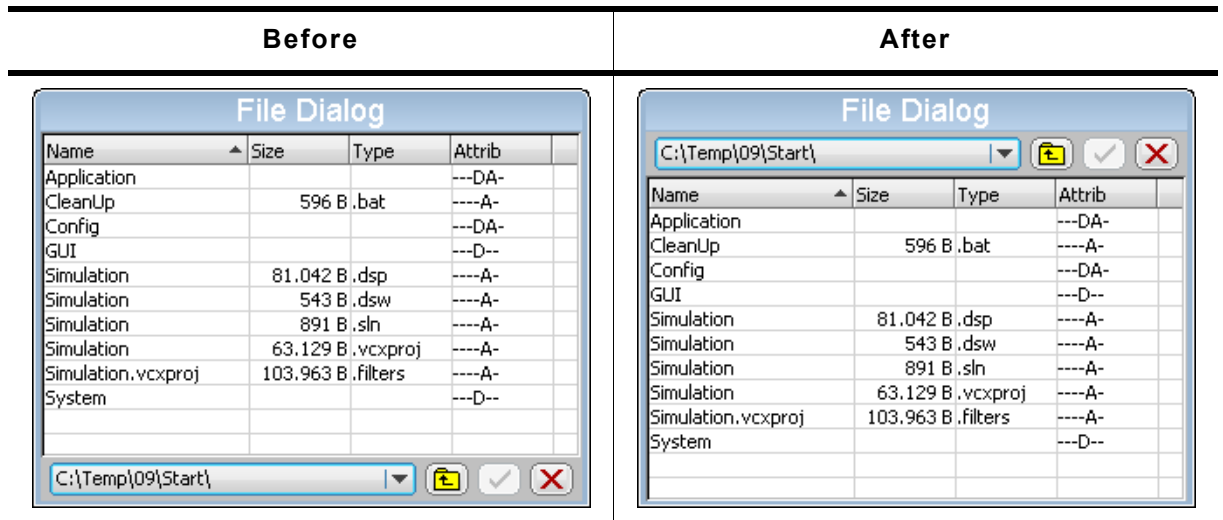 Before After
File Dialog
Name Size Type Attrib
Application ---DA-
CleanUp 596 B .bat ----A-
Config ---DA-
GUI ---D--
Simulation 81.042 B .dsp ----A-
Simulation 543 B .dsw ----A-
Simulation 891 B .sln ----A-
Simulation 63.129 B .vcxproj ----A-
Simulation.vcxproj 103.963 B .filters ----A-
System ---D--
C:\Temp\09\Start\
File Dialog
C:\Temp\09\Start\
Name Size Type Attrib
Application ---DA-
CleanUp 596 B .bat ----A-
Config ---DA-
GUI ---D--
Simulation 81.042 B .dsp ----A-
Simulation 543 B .dsw ----A-
Simulation 891 B .sln ----A-
Simulation 63.129 B .vcxproj ----A-
Simulation.vcxproj 103.963 B .filters ----A-
System ---D--